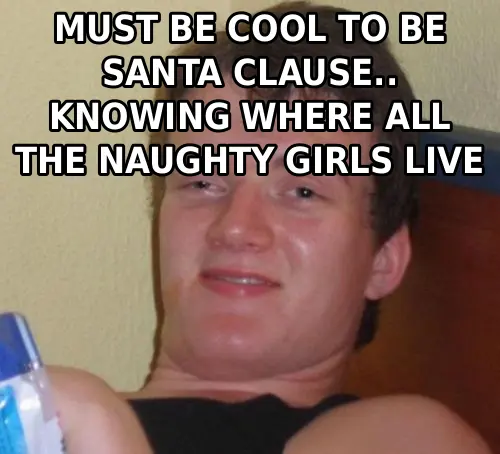 MUST BE COOL TO BE
SANTA CLAUSE..
KNOWING WHERE ALL
THE NAUGHTY GIRLS LIVE